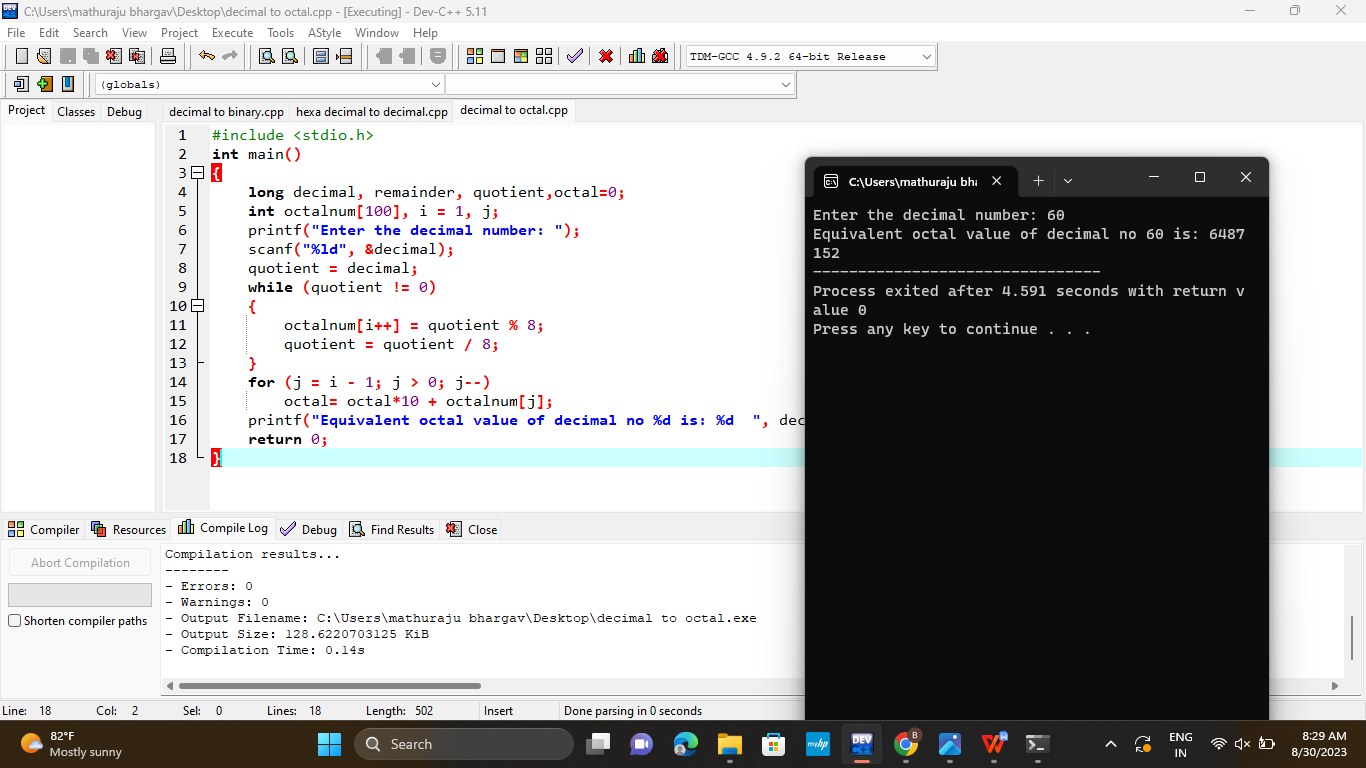 C:\Users\mathuraju bhargav\Desktop\decimal to octal.cpp - [Executing] - Dev-C++ 5.11
File Edit Search View Project Execute Tools AStyle Window Help
TDM-GCC 4.9.2 64-bit Release
(globals)
Project Classes Debug
decimal to binary.cpp hexa decimal to decimal.cpp decimal to octal.cpp
1 #include <stdio.h>
2 int main()
3 {
4 long decimal, remainder, quotient,octal=0;
5 int octalnum[100], i = 1, j;
6 printf("Enter the decimal number: ");
7 scanf("%ld", &decimal);
8 quotient = decimal;
9 while (quotient != 0)
10 {
11 octalnum[i++] = quotient % 8;
12 quotient = quotient / 8;
13 }
14 for (j = i - 1; j > 0; j--)
15 octal= octal*10 + octalnum[j];
16 printf("Equivalent octal value of decimal no %d is: %d  ", dec
17 return 0;
18 }
C:\Users\mathuraju bha
Enter the decimal number: 60
Equivalent octal value of decimal no 60 is: 6487
152
--------------------------------
Process exited after 4.591 seconds with return v
alue 0
Press any key to continue . . .
Compiler Resources Compile Log Debug Find Results Close
Abort Compilation
Shorten compiler paths
Compilation results...
--------
- Errors: 0
- Warnings: 0
- Output Filename: C:\Users\mathuraju bhargav\Desktop\decimal to octal.exe
- Output Size: 128.6220703125 KiB
- Compilation Time: 0.14s
Line: 18 Col: 2 Sel: 0 Lines: 18 Length: 502 Insert Done parsing in 0 seconds
82°F
Mostly sunny
Search
DEV
myhp
DEV
B
ENG
IN
8:29 AM
8/30/2023